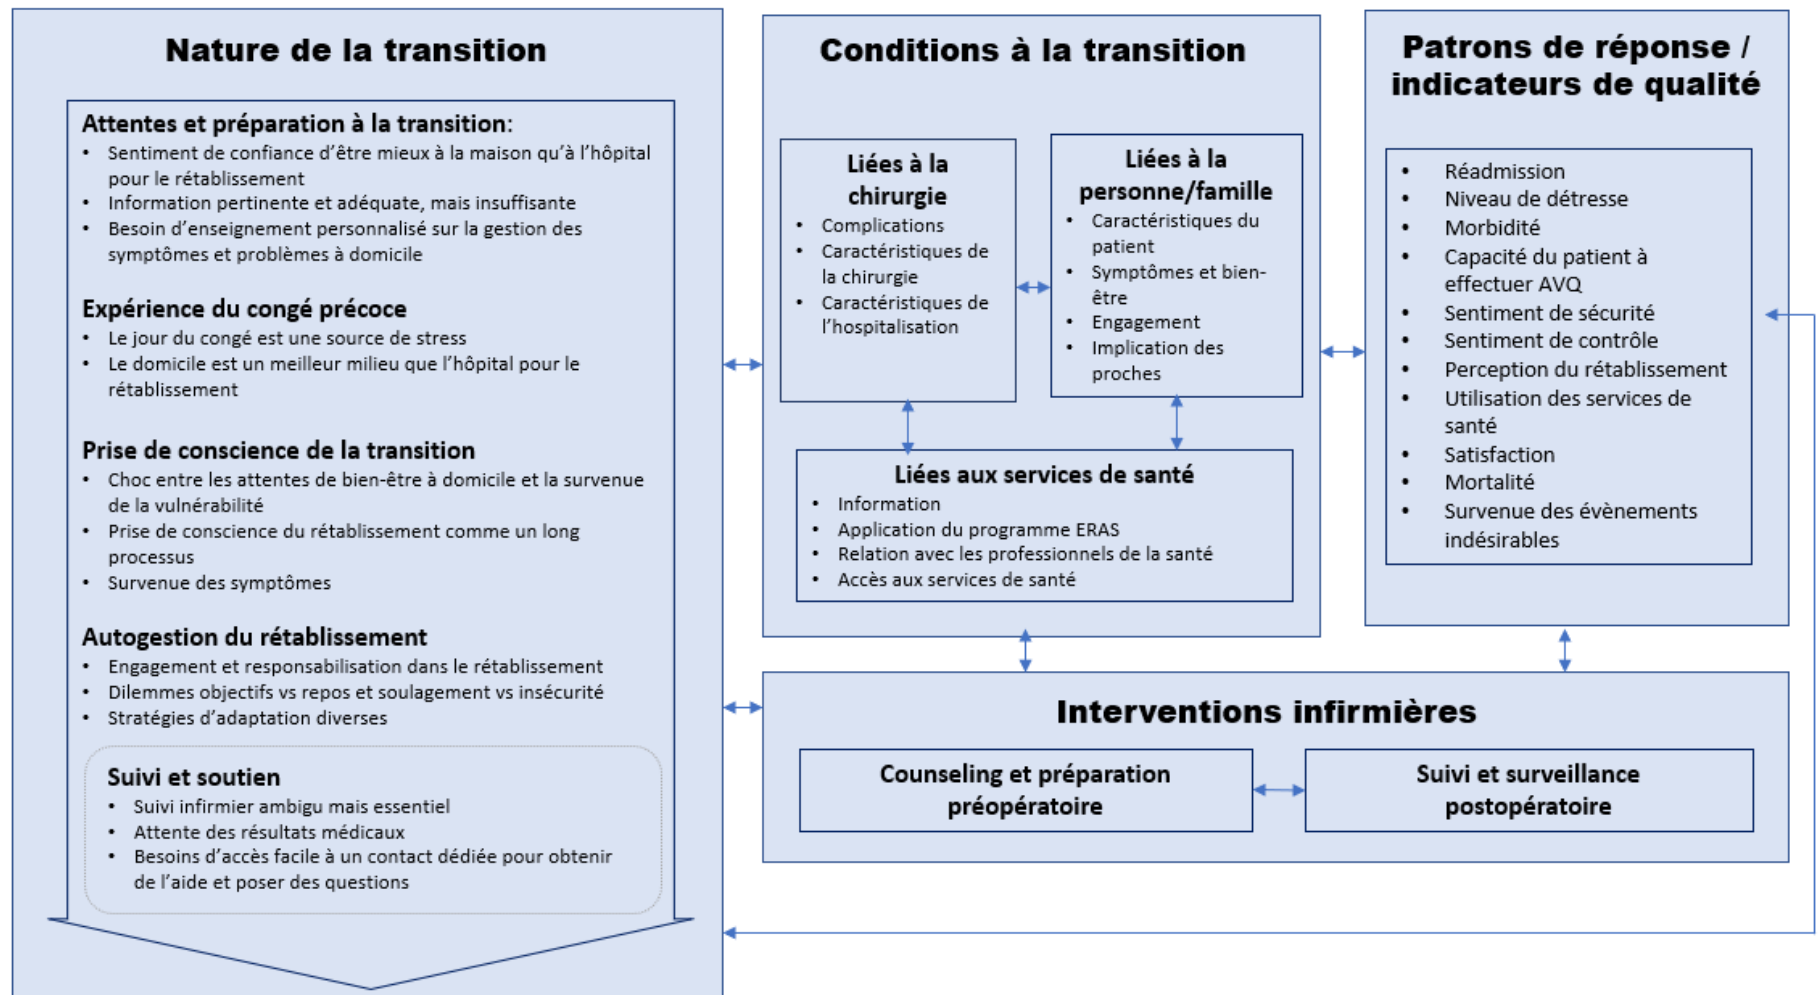 Nature de la transition
Attentes et préparation à la transition:
• Sentiment de confiance d'être mieux à la maison qu'à l'hôpital
pour le rétablissement
• Information pertinente et adéquate, mais insuffisante
• Besoin d'enseignement personnalisé sur la gestion des
symptômes et problèmes à domicile
Expérience du congé précoce
• Le jour du congé est une source de stress
• Le domicile est un meilleur milieu que l'hôpital pour le
rétablissement
Prise de conscience de la transition
• Choc entre les attentes de bien-être à domicile et la survenue
de la vulnérabilité
• Prise de conscience du rétablissement comme un long
processus
• Survenue des symptômes
Autogestion du rétablissement
• Engagement et responsabilisation dans le rétablissement
• Dilemmes objectifs vs repos et soulagement vs insécurité
• Stratégies d'adaptation diverses
Suivi et soutien
• Suivi infirmier ambigu mais essentiel
• Attente des résultats médicaux
• Besoins d'accès facile à un contact dédiée pour obtenir
de l'aide et poser des questions
Conditions à la transition
Liées à la
chirurgie
• Complications
• Caractéristiques de
la chirurgie
• Caractéristiques de
l'hospitalisation
Liées à la
personne/famille
• Caractéristiques du
patient
• Symptômes et bien-
être
• Engagement
• Implication des
proches
Liées aux services de santé
• Information
• Application du programme ERAS
• Relation avec les professionnels de la santé
• Accès aux services de santé
Patrons de réponse /
indicateurs de qualité
• Réadmission
• Niveau de détresse
• Morbidité
• Capacité du patient à
effectuer AVQ
• Sentiment de sécurité
• Sentiment de contrôle
• Perception du rétablissement
• Utilisation des services de
santé
• Satisfaction
• Mortalité
• Survenue des évènements
indésirables
Interventions infirmières
Counseling et préparation
préopératoire
Suivi et surveillance
postopératoire